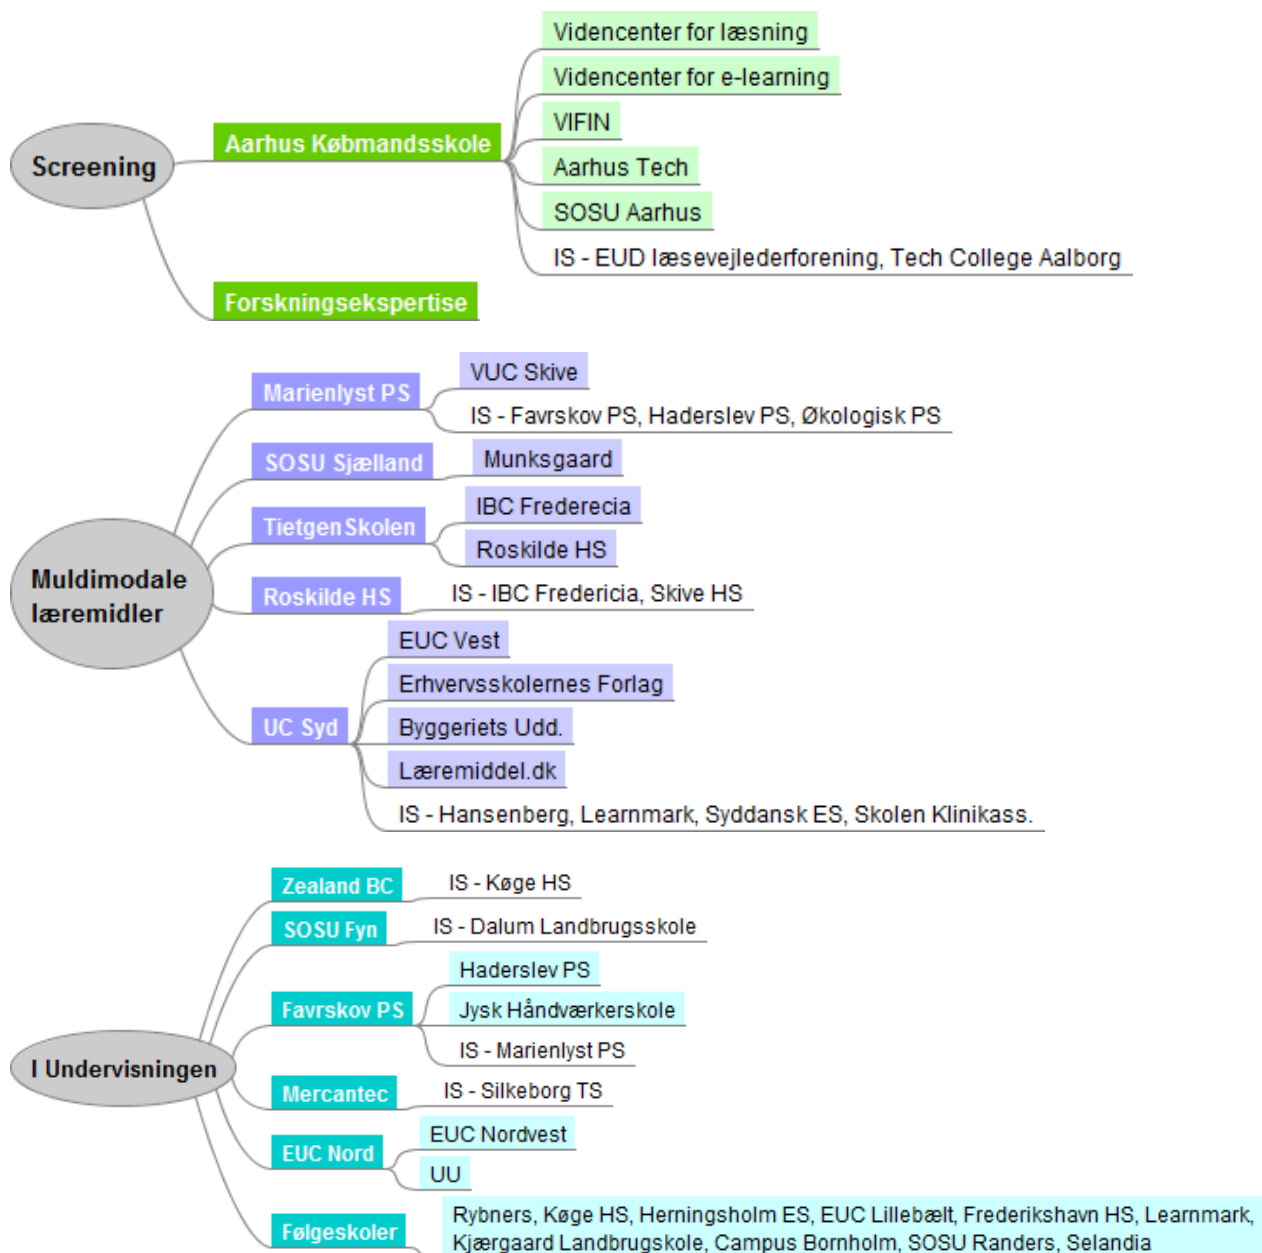 Screening
Aarhus Købmandsskole
Videncenter for læsning
Videncenter for e-learning
VIFIN
Aarhus Tech
SOSU Aarhus
IS - EUD læsevejlederforening, Tech College Aalborg
Forskningsekspertise
Muldimodale
læremidler
Marienlyst PS
VUC Skive
IS - Favrskov PS, Haderslev PS, Økologisk PS
SOSU Sjælland
Munksgaard
TietgenSkolen
IBC Frederecia
Roskilde HS
Roskilde HS
IS - IBC Fredericia, Skive HS
UC Syd
EUC Vest
Erhvervsskolernes Forlag
Byggeriets Udd.
Læremiddel.dk
IS - Hansenberg, Learnmark, Syddansk ES, Skolen Klinikass.
I Undervisningen
Zealand BC
IS - Køge HS
SOSU Fyn
IS - Dalum Landbrugsskole
Favrskov PS
Haderslev PS
Jysk Håndværkerskole
IS - Marienlyst PS
Mercantec
IS - Silkeborg TS
EUC Nord
EUC Nordvest
UU
Følgeskoler
Rybners, Køge HS, Herningsholm ES, EUC Lillebælt, Frederikshavn HS, Learnmark,
Kjærgaard Landbrugskole, Campus Bornholm, SOSU Randers, Selandia